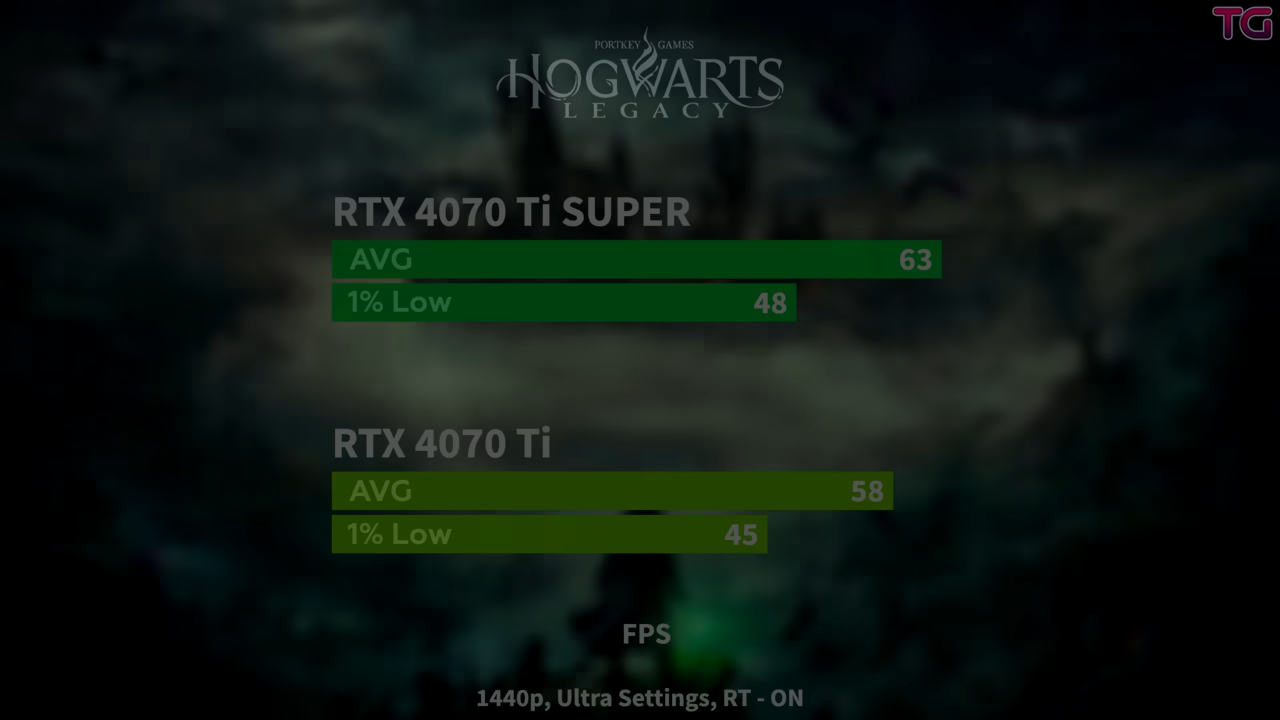 TG
PORTKEY GAMES
HOGWARTS
LEGACY
RTX 4070 Ti SUPER
AVG 63
1% Low 48
RTX 4070 Ti
AVG 58
1% Low 45
FPS
1440p, Ultra Settings, RT - ON